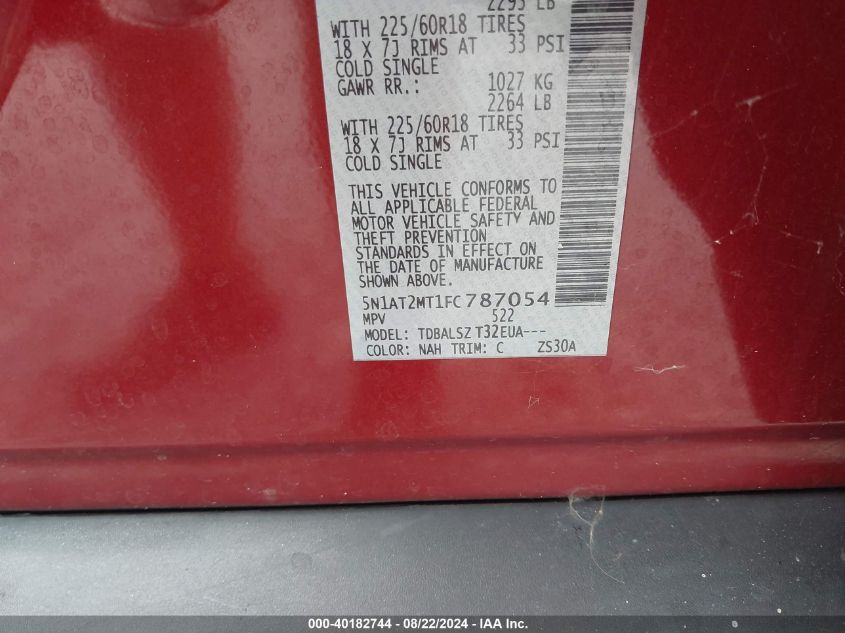 2295 LB
WITH 225/60R18 TIRES
18 X 7J RIMS AT 33 PSI
COLD SINGLE
GAWR RR.: 1027 KG
2264 LB
WITH 225/60R18 TIRES
18 X 7J RIMS AT 33 PSI
COLD SINGLE
THIS VEHICLE CONFORMS TO
ALL APPLICABLE FEDERAL
MOTOR VEHICLE SAFETY AND
THEFT PREVENTION
STANDARDS IN EFFECT ON
THE DATE OF MANUFACTURE
SHOWN ABOVE.
5N1AT2MT1FC787054
MPV 522
MODEL: TDBALSZ T32EUA---
COLOR: NAH TRIM: C ZS30A
000-40182744 - 08/22/2024 - IAA Inc.